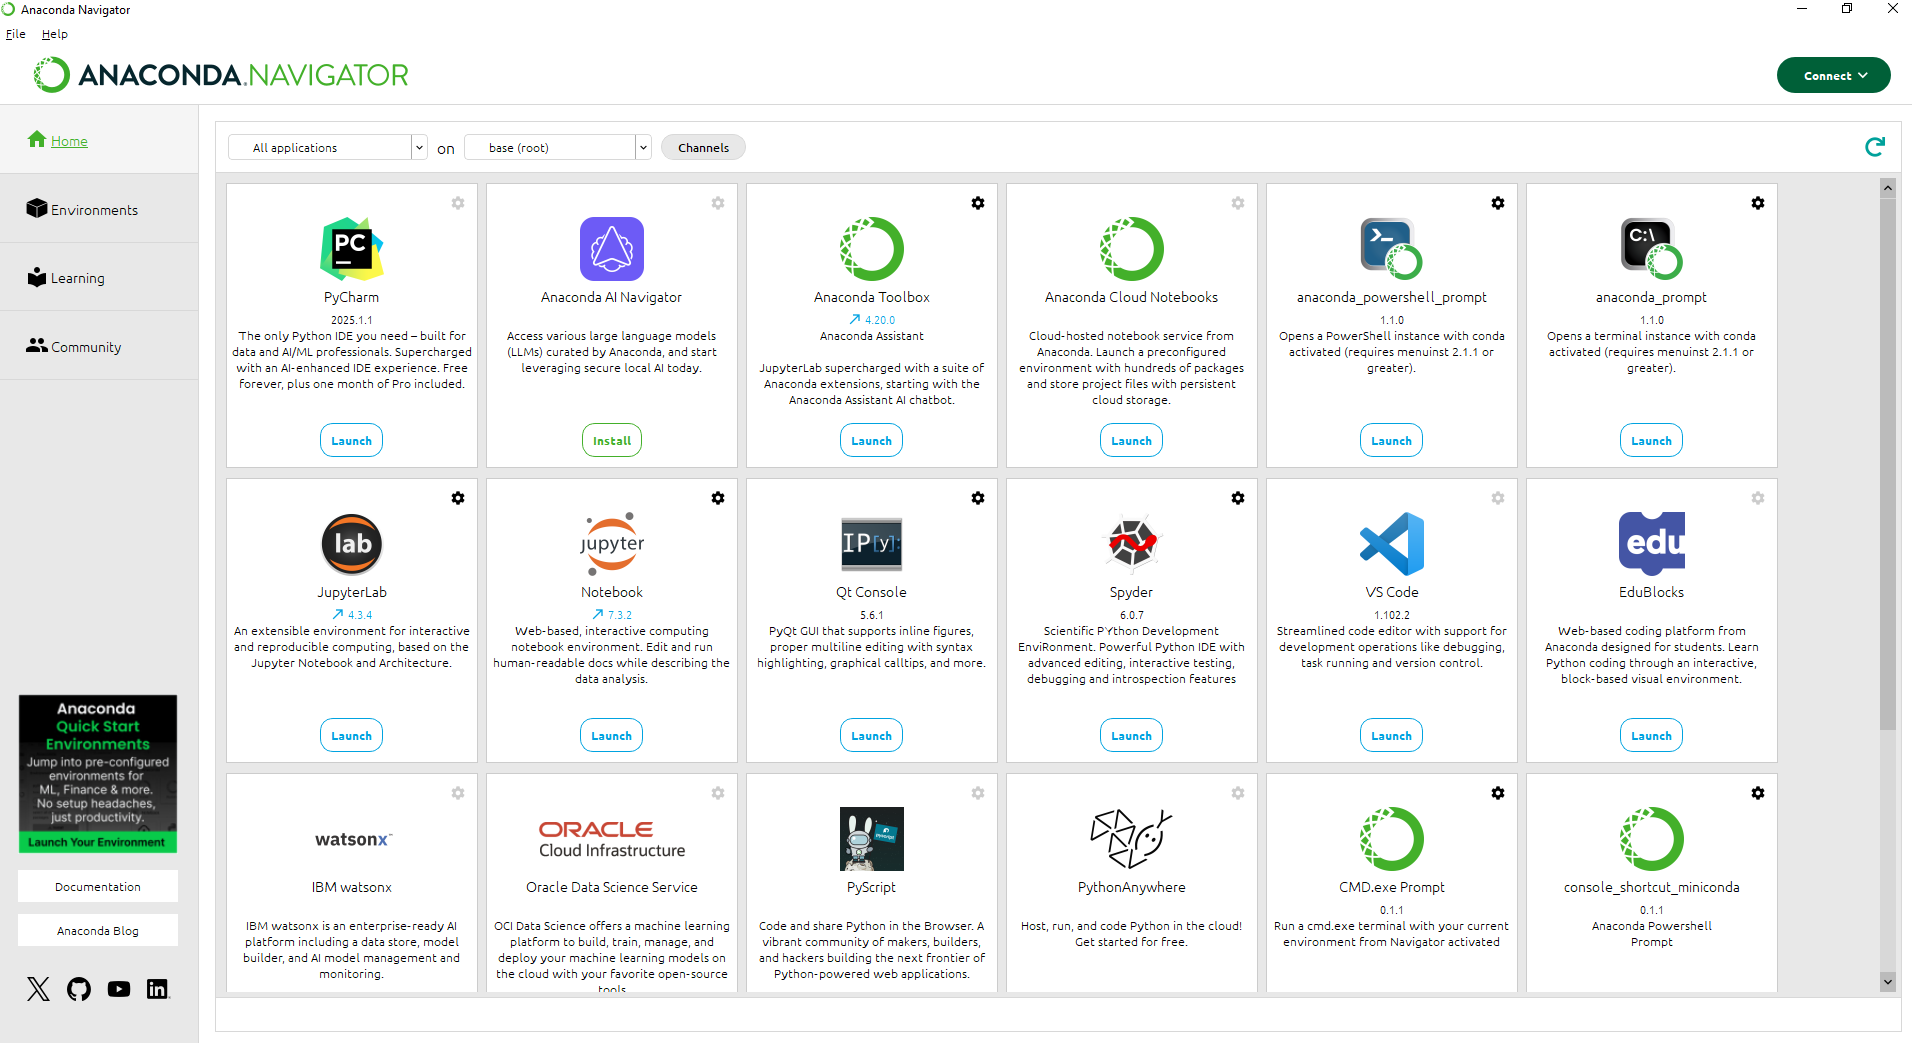 Anaconda Navigator
File Help
ANACONDA.NAVIGATOR
Connect
Home
Environments
Learning
Community
Anaconda
Quick Start
Environments
Jump into pre-configured
environments for
ML, Finance & more.
No setup headaches,
just productivity.
Launch Your Environment
Documentation
Anaconda Blog
All applications on base (root) Channels
PC
PyCharm
2025.1.1
The only Python IDE you need – built for
data and AI/ML professionals. Supercharged
with an AI-enhanced IDE experience. Free
forever, plus one month of Pro included.
Launch
Anaconda AI Navigator
Access various large language models
(LLMs) curated by Anaconda, and start
leveraging secure local AI today.
Install
Anaconda Toolbox
4.20.0
Anaconda Assistant
JupyterLab supercharged with a suite of
Anaconda extensions, starting with the
Anaconda Assistant AI chatbot.
Launch
Anaconda Cloud Notebooks
Cloud-hosted notebook service from
Anaconda. Launch a preconfigured
environment with hundreds of packages
and store project files with persistent
cloud storage.
Launch
anaconda_powershell_prompt
1.1.0
Opens a PowerShell instance with conda
activated (requires menuinst 2.1.1 or
greater).
Launch
C:\
anaconda_prompt
1.1.0
Opens a terminal instance with conda
activated (requires menuinst 2.1.1 or
greater).
Launch
lab
JupyterLab
4.3.4
An extensible environment for interactive
and reproducible computing, based on the
Jupyter Notebook and Architecture.
Launch
jupyter
Notebook
7.3.2
Web-based, interactive computing
notebook environment. Edit and run
human-readable docs while describing the
data analysis.
Launch
IP[y]:
Qt Console
5.6.1
PyQt GUI that supports inline figures,
proper multiline editing with syntax
highlighting, graphical calltips, and more.
Launch
Spyder
6.0.7
Scientific PYthon Development
EnviRonment. Powerful Python IDE with
advanced editing, interactive testing,
debugging and introspection features
Launch
VS Code
1.102.2
Streamlined code editor with support for
development operations like debugging,
task running and version control.
Launch
edu
EduBlocks
Web-based coding platform from
Anaconda designed for students. Learn
Python coding through an interactive,
block-based visual environment.
Launch
watsonx™
IBM watsonx
IBM watsonx is an enterprise-ready AI
platform including a data store, model
builder, and AI model management and
monitoring.
ORACLE
Cloud Infrastructure
Oracle Data Science Service
OCI Data Science offers a machine learning
platform to build, train, manage, and
deploy your machine learning models on
the cloud with your favorite open-source
tools.
PyScript
Code and share Python in the Browser. A
vibrant community of makers, builders,
and hackers building the next frontier of
Python-powered web applications.
PythonAnywhere
Host, run, and code Python in the cloud!
Get started for free.
CMD.exe Prompt
0.1.1
Run a cmd.exe terminal with your current
environment from Navigator activated
console_shortcut_miniconda
0.1.1
Anaconda Powershell
Prompt